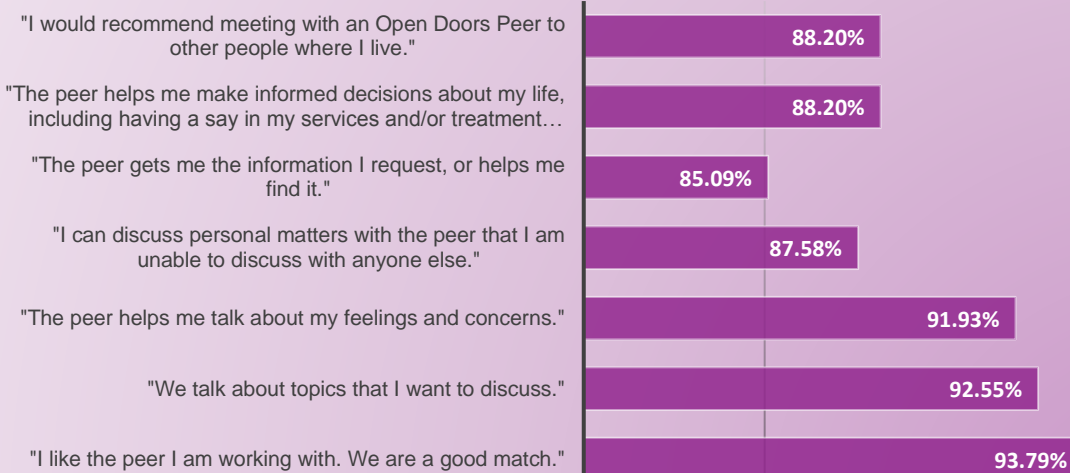 "I would recommend meeting with an Open Doors Peer to
other people where I live."
88.20%
"The peer helps me make informed decisions about my life,
including having a say in my services and/or treatment…
88.20%
"The peer gets me the information I request, or helps me
find it."
85.09%
"I can discuss personal matters with the peer that I am
unable to discuss with anyone else."
87.58%
"The peer helps me talk about my feelings and concerns."
91.93%
"We talk about topics that I want to discuss."
92.55%
"I like the peer I am working with. We are a good match."
93.79%